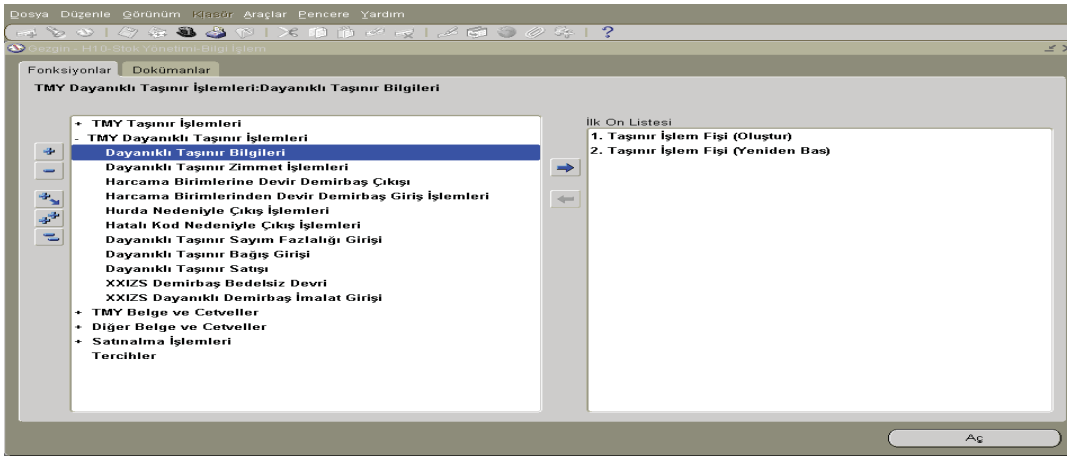 Dosya Düzenle Görünüm Klasör Araçlar Pencere Yardım
Gezgin - H10-Stok Yönetimi-Bilgi İşlem
Fonksiyonlar Dokümanlar
TMY Dayanıklı Taşınır İşlemleri:Dayanıklı Taşınır Bilgileri
+ TMY Taşınır İşlemleri
- TMY Dayanıklı Taşınır İşlemleri
Dayanıklı Taşınır Bilgileri
Dayanıklı Taşınır Zimmet İşlemleri
Harcama Birimlerine Devir Demirbaş Çıkışı
Harcama Birimlerinden Devir Demirbaş Giriş İşlemleri
Hurda Nedeniyle Çıkış İşlemleri
Hatalı Kod Nedeniyle Çıkış İşlemleri
Dayanıklı Taşınır Sayım Fazlalığı Girişi
Dayanıklı Taşınır Bağış Girişi
Dayanıklı Taşınır Satışı
XXIZS Demirbaş Bedelsiz Devri
XXIZS Dayanıklı Demirbaş İmalat Girişi
+ TMY Belge ve Cetveller
+ Diğer Belge ve Cetveller
+ Satınalma İşlemleri
Tercihler
İlk On Listesi
1. Taşınır İşlem Fişi (Oluştur)
2. Taşınır İşlem Fişi (Yeniden Bas)
Aç